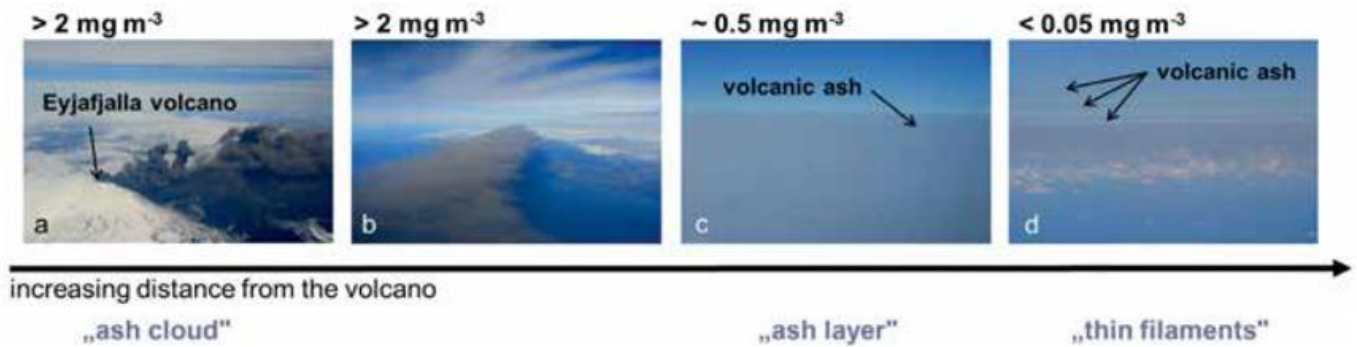 > 2 mg m⁻³
> 2 mg m⁻³
~ 0.5 mg m⁻³
< 0.05 mg m⁻³
Eyjafjalla volcano
volcanic ash
volcanic ash
a
b
c
d
increasing distance from the volcano
„ash cloud"
„ash layer"
„thin filaments"